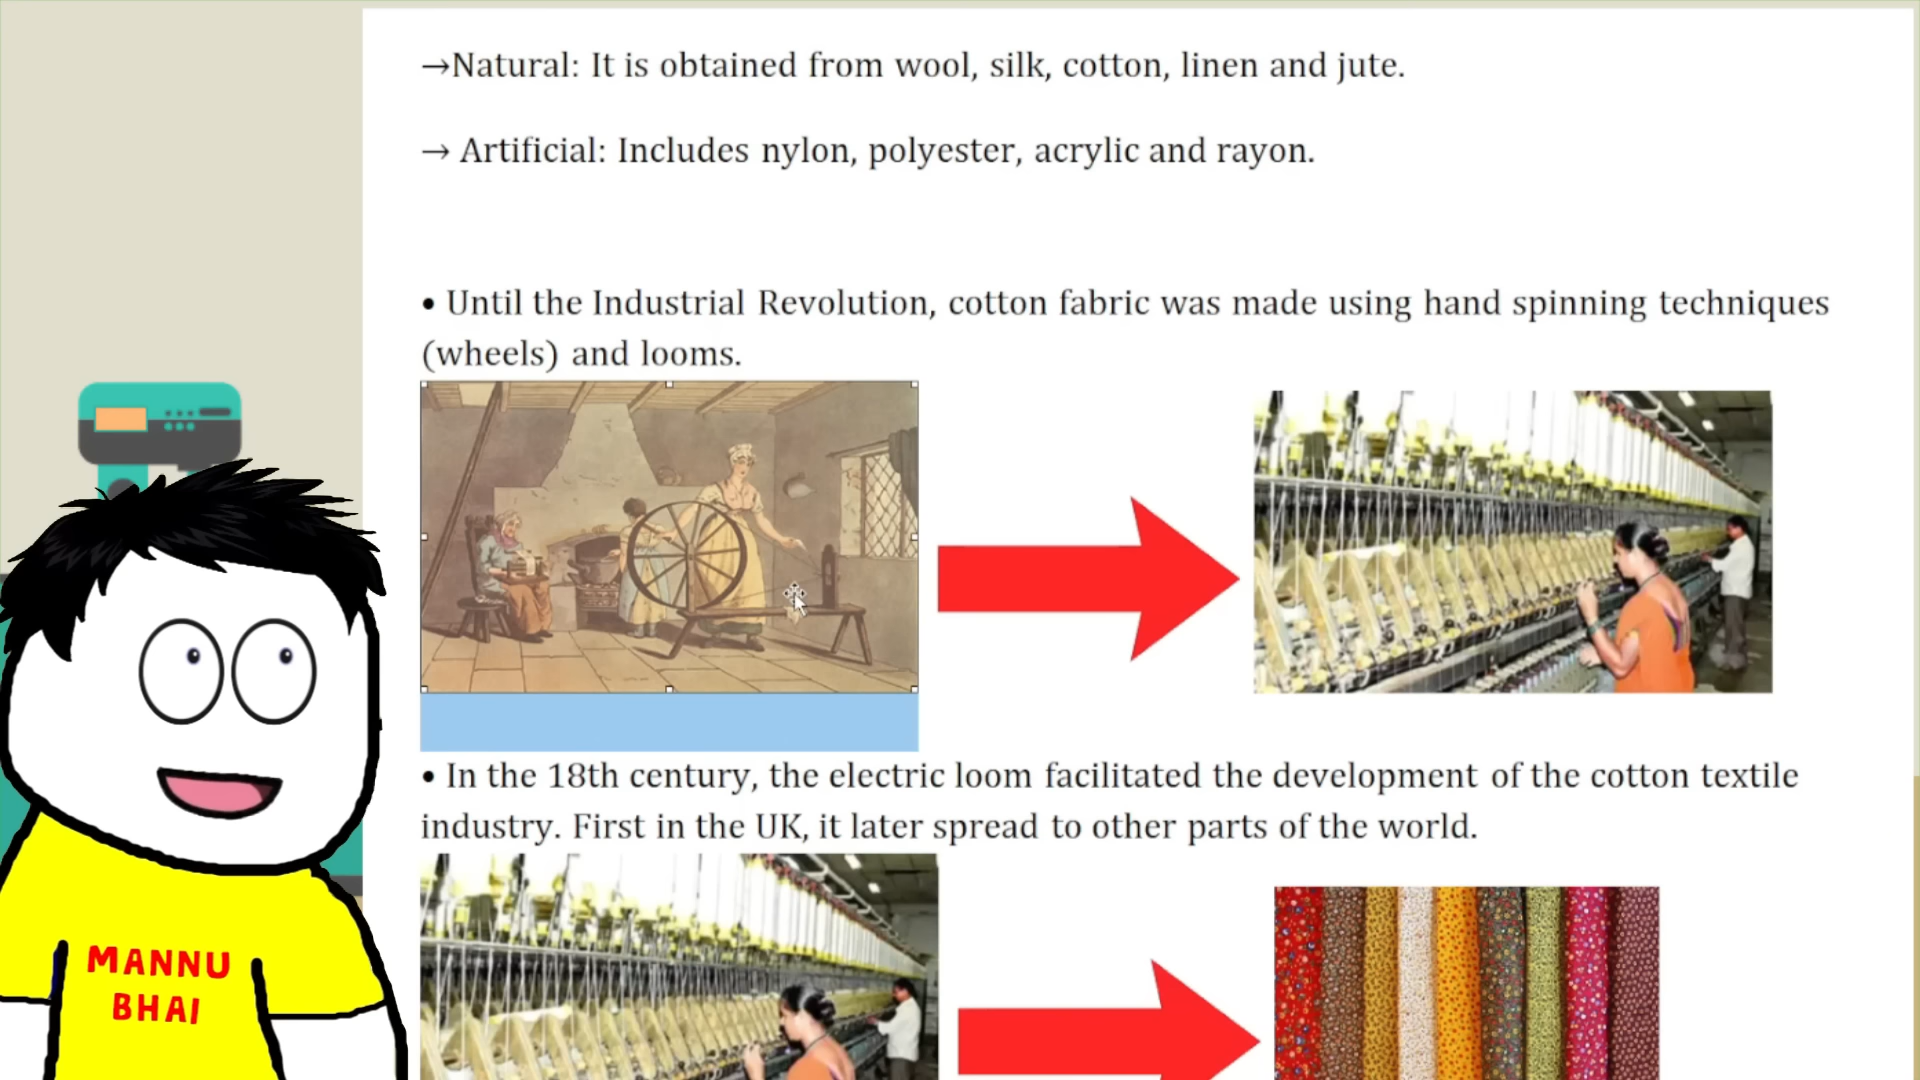 →Natural: It is obtained from wool, silk, cotton, linen and jute.
→ Artificial: Includes nylon, polyester, acrylic and rayon.
• Until the Industrial Revolution, cotton fabric was made using hand spinning techniques
(wheels) and looms.
• In the 18th century, the electric loom facilitated the development of the cotton textile
industry. First in the UK, it later spread to other parts of the world.
MANNU
BHAI